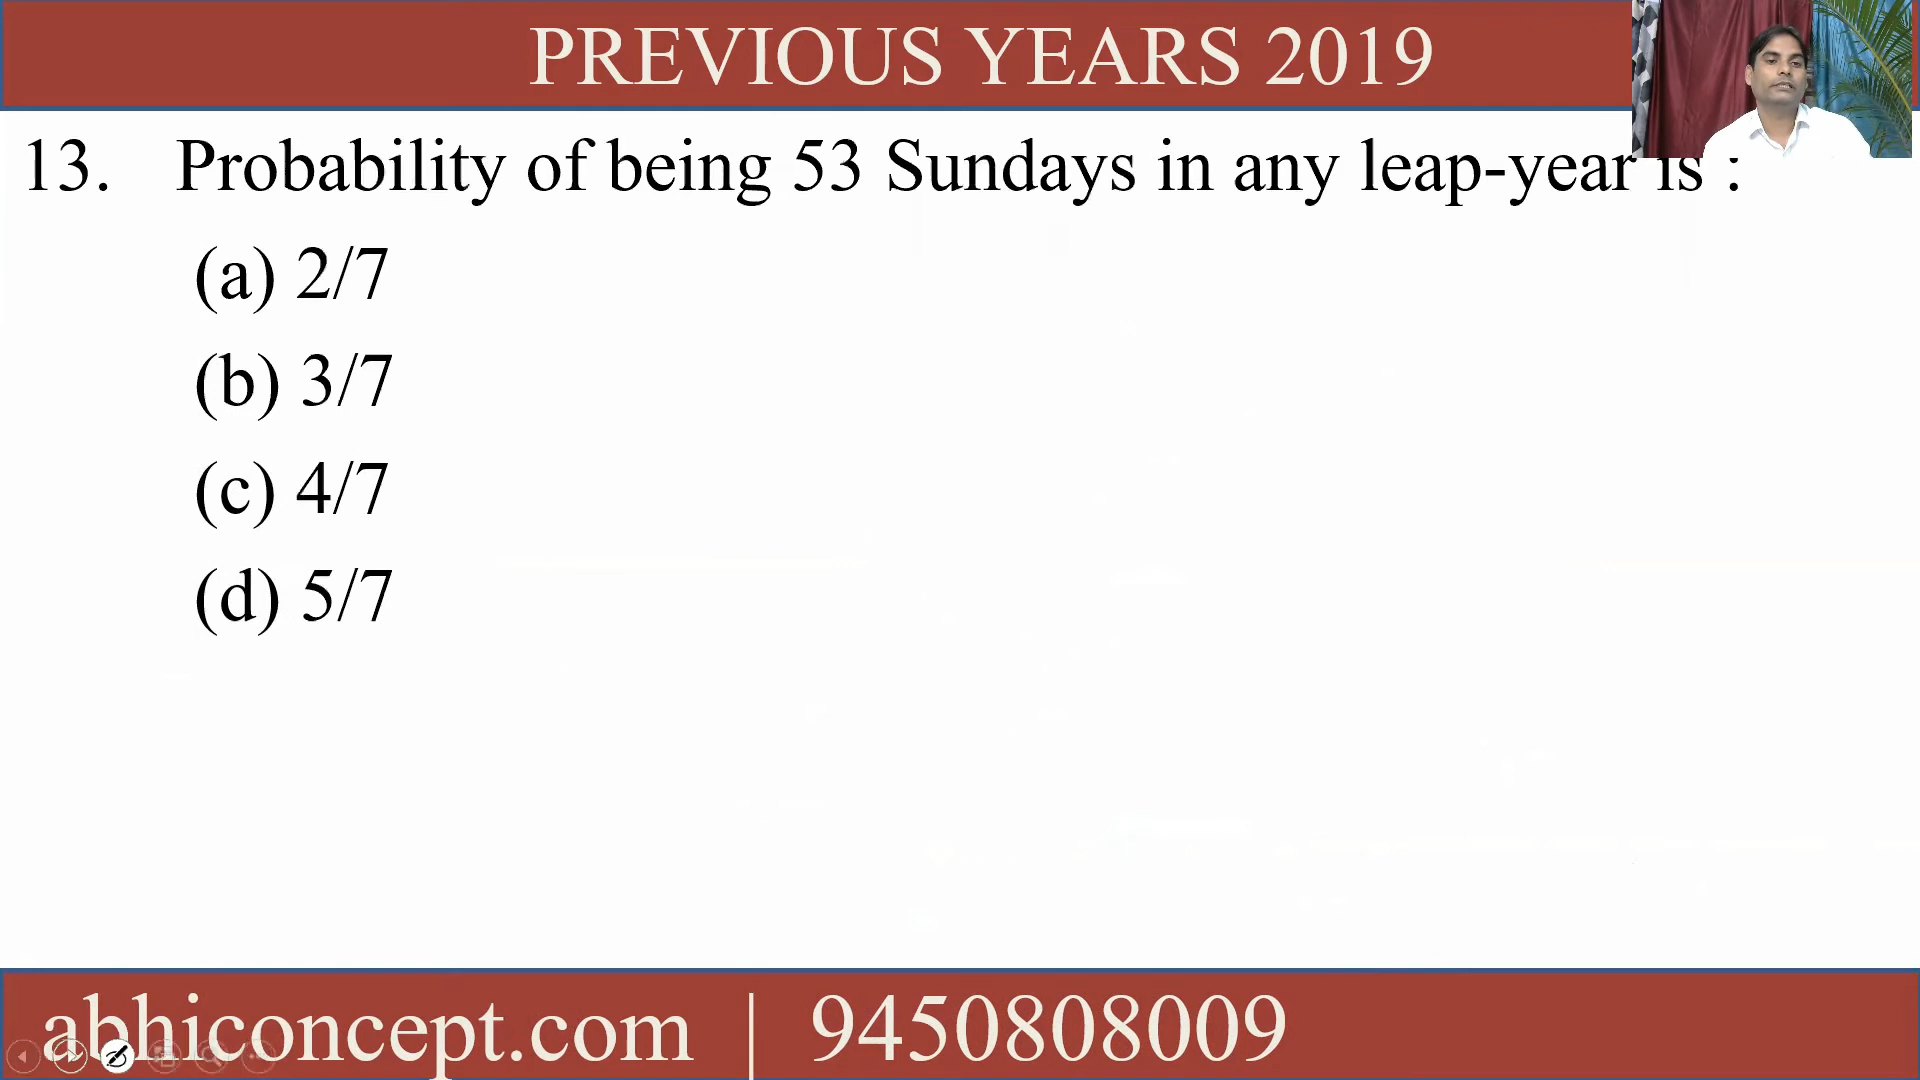 PREVIOUS YEARS 2019
13. Probability of being 53 Sundays in any leap-year is :
(a) 2/7
(b) 3/7
(c) 4/7
(d) 5/7
abhiconcept.com | 9450808009